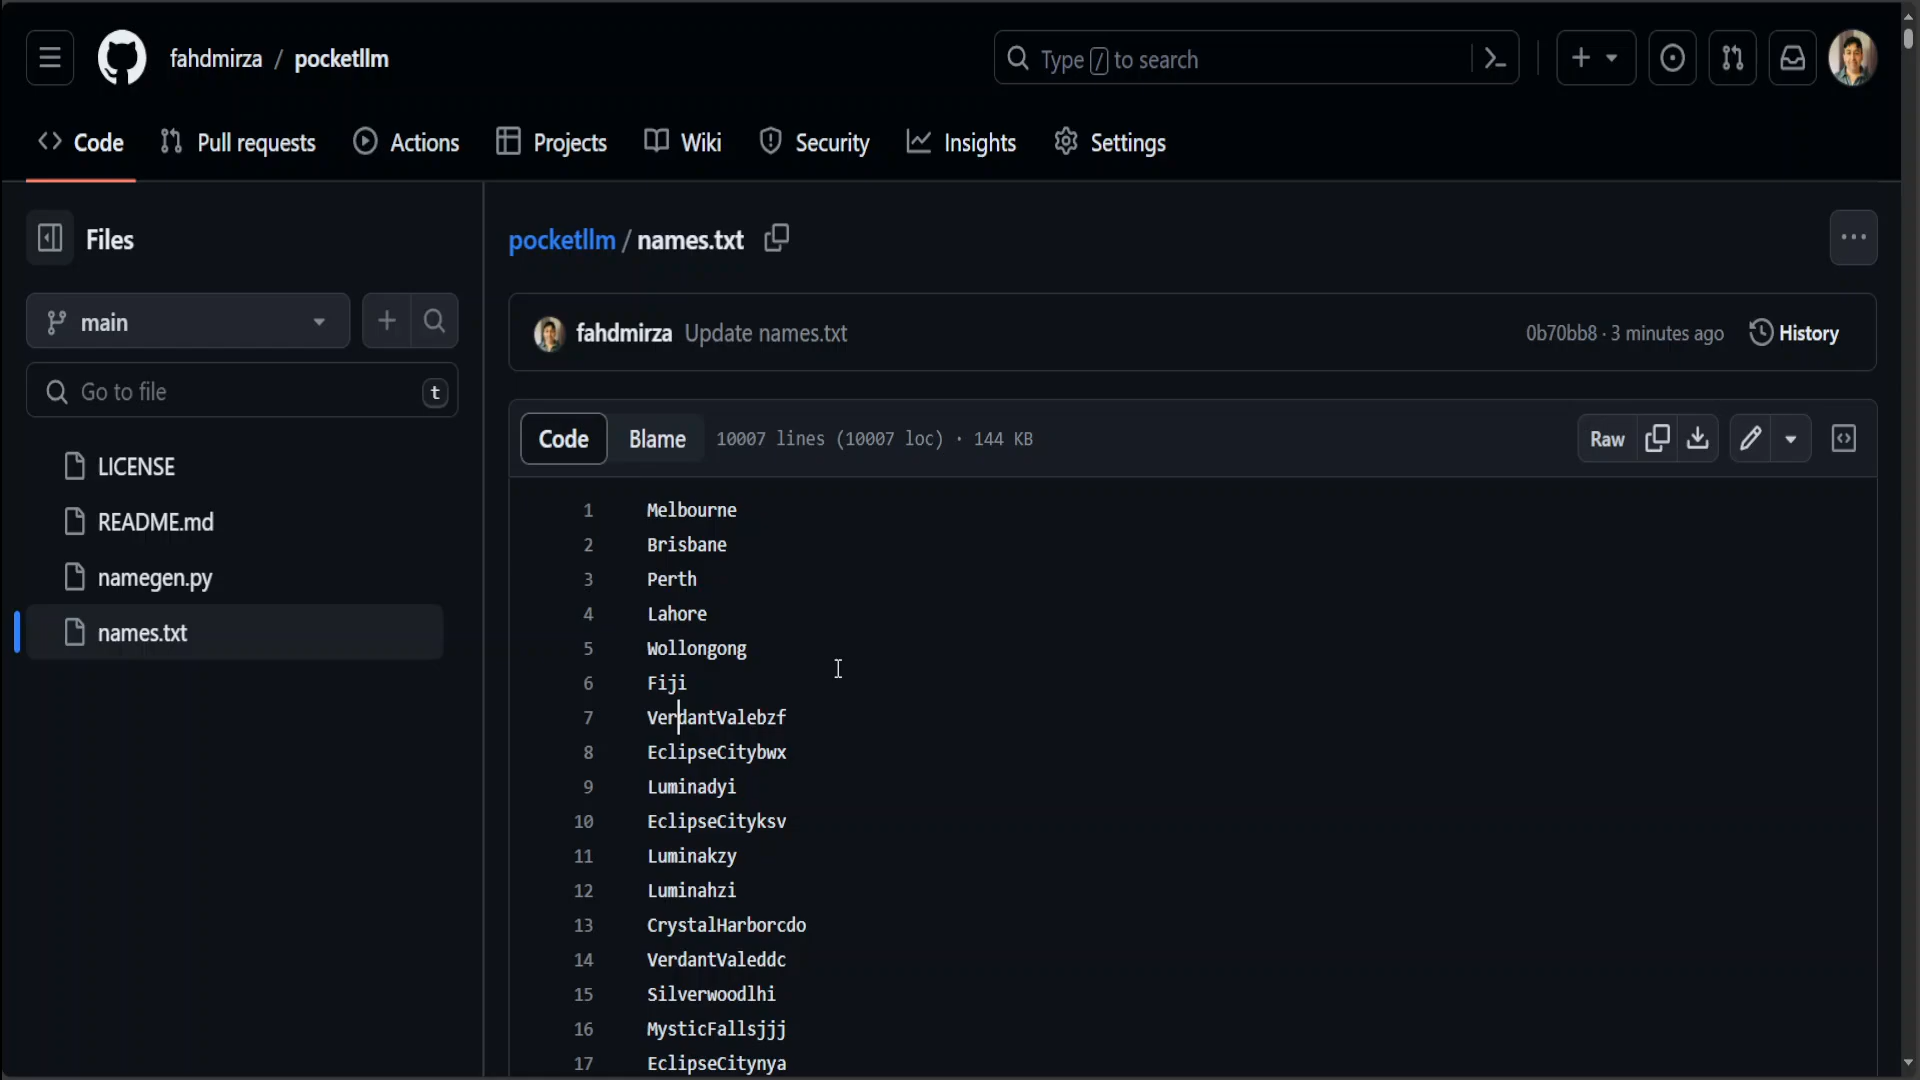 fahdmirza / pocketllm
Type / to search
Code
Pull requests
Actions
Projects
Wiki
Security
Insights
Settings
Files
main
Go to file
t
LICENSE
README.md
namegen.py
names.txt
pocketllm / names.txt
fahdmirza Update names.txt
0b70bb8 · 3 minutes ago
History
Code
Blame
10007 lines (10007 loc) · 144 KB
Raw
1 Melbourne
2 Brisbane
3 Perth
4 Lahore
5 Wollongong
6 Fiji
7 VerdantValebzf
8 EclipseCitybwx
9 Luminadyi
10 EclipseCityksv
11 Luminakzy
12 Luminahzi
13 CrystalHarborcdo
14 VerdantValeddc
15 Silverwoodlhi
16 MysticFallsjjj
17 EclipseCitynya